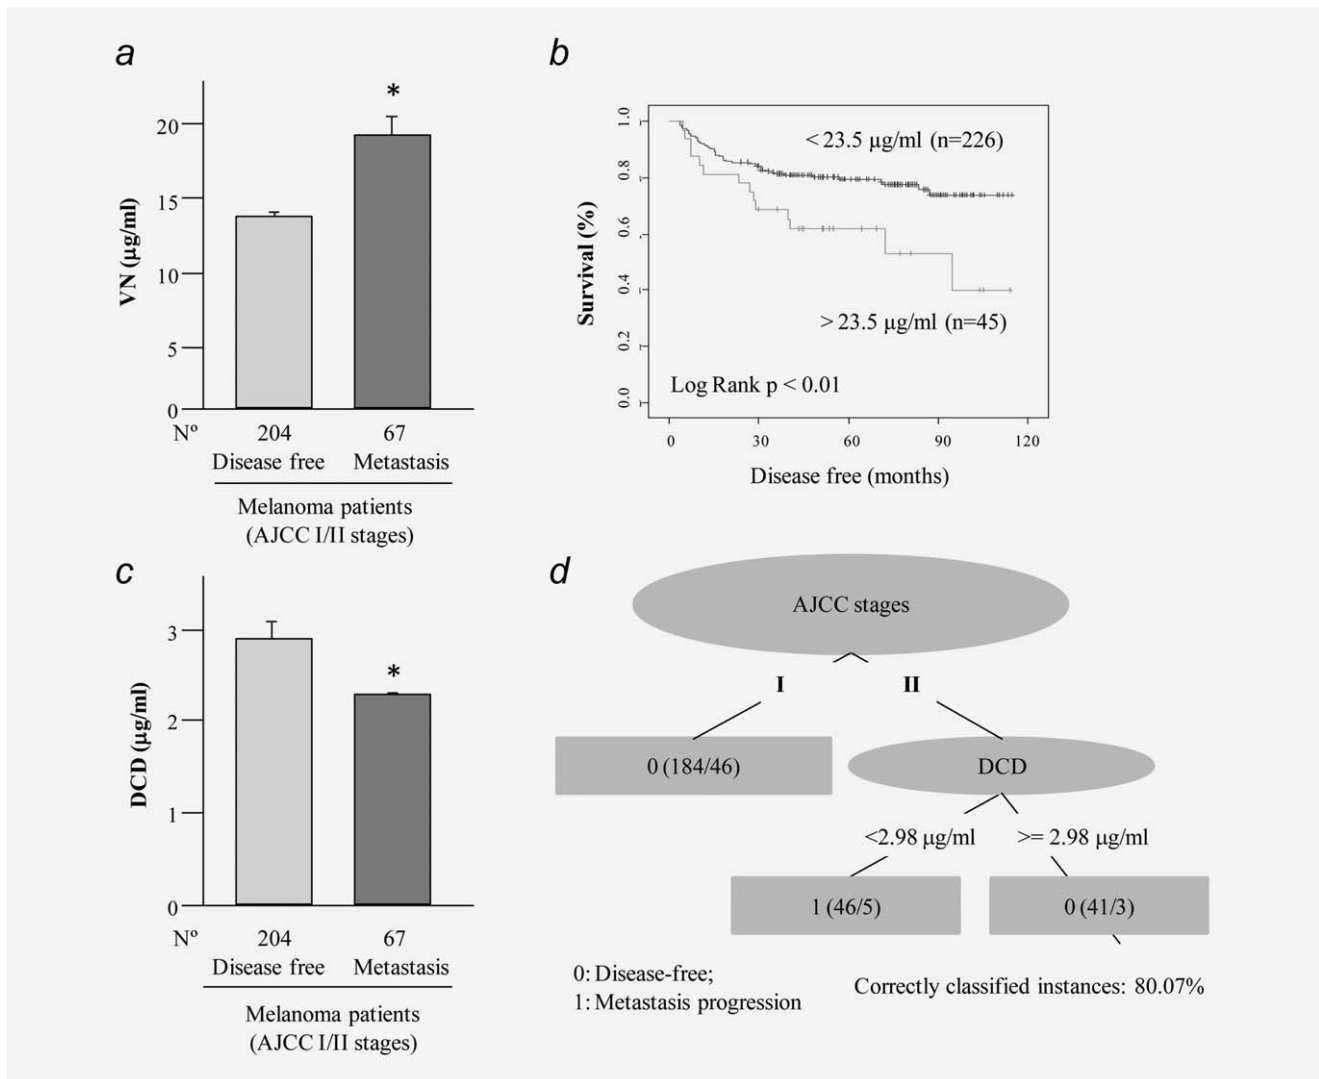 a
VN (µg/ml)
20
15
10
5
0
*
Nº 204 67
Disease free Metastasis
Melanoma patients
(AJCC I/II stages)
b
Survival (%)
1.0
0.8
0.6
0.4
0.2
0.0
< 23.5 µg/ml (n=226)
> 23.5 µg/ml (n=45)
Log Rank p < 0.01
0 30 60 90 120
Disease free (months)
c
DCD (µg/ml)
3
2
1
0
*
Nº 204 67
Disease free Metastasis
Melanoma patients
(AJCC I/II stages)
d
AJCC stages
I II
0 (184/46) DCD
<2.98 µg/ml >= 2.98 µg/ml
1 (46/5) 0 (41/3)
0: Disease-free;
1: Metastasis progression
Correctly classified instances: 80.07%